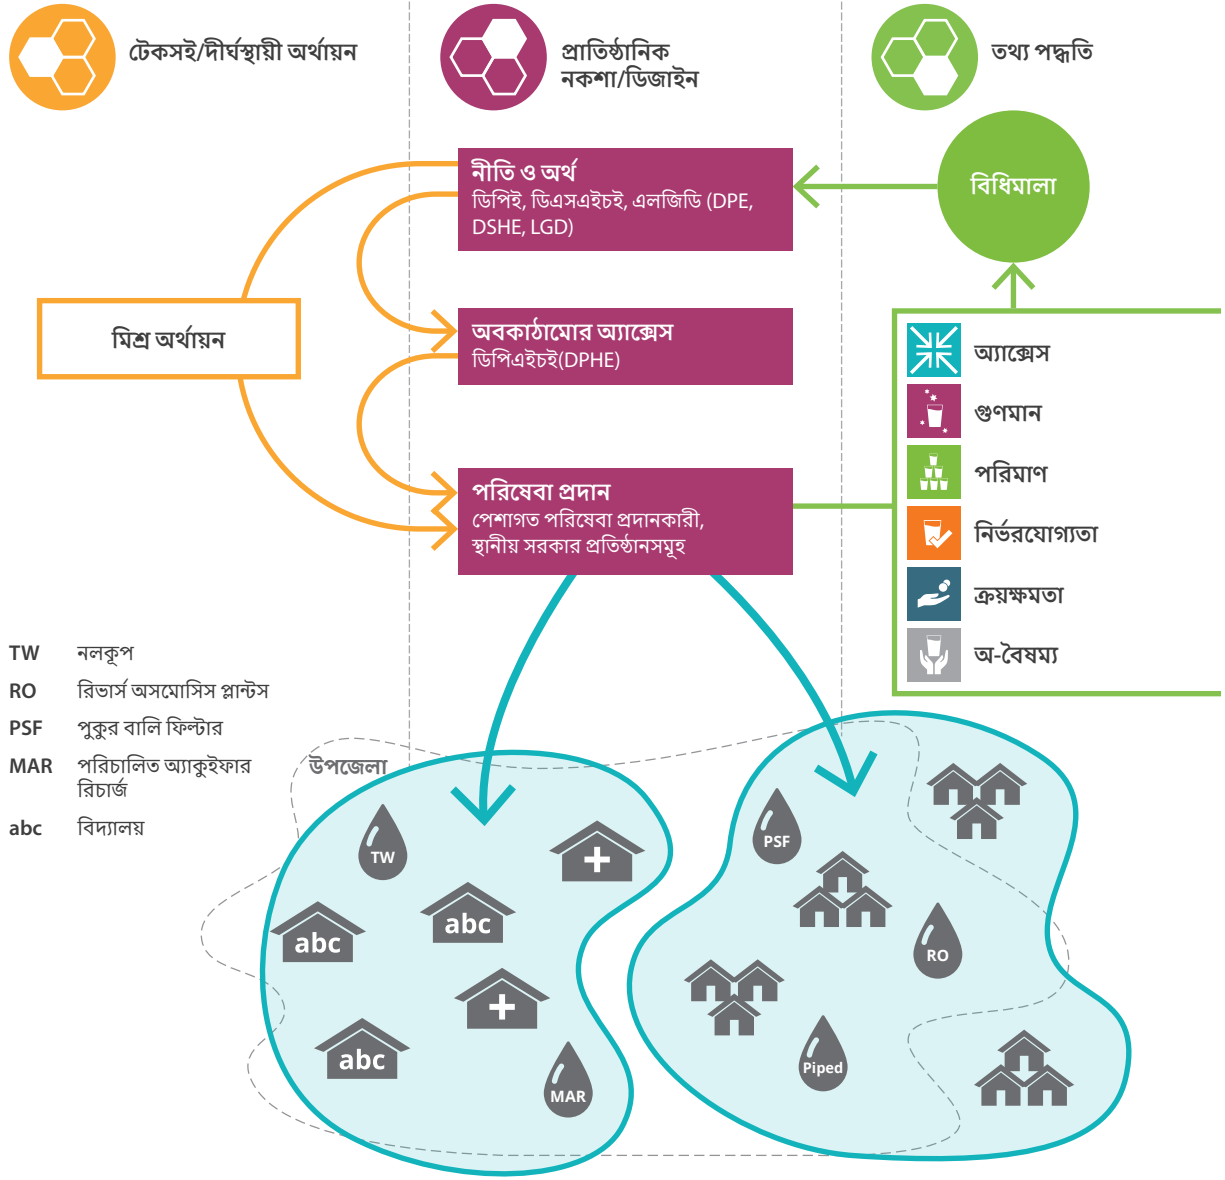 টেকসই/দীর্ঘস্থায়ী অর্থায়ন
প্রাতিষ্ঠানিক
নকশা/ডিজাইন
তথ্য পদ্ধতি
নীতি ও অর্থ
ডিপিই, ডিএসএইচই, এলজিডি (DPE,
DSHE, LGD)
বিধিমালা
মিশ্র অর্থায়ন
অবকাঠামোর অ্যাক্সেস
ডিপিএইচই(DPHE)
অ্যাক্সেস
গুণমান
পরিমাণ
নির্ভরযোগ্যতা
ক্রয়ক্ষমতা
অ-বৈষম্য
পরিষেবা প্রদান
পেশাগত পরিষেবা প্রদানকারী,
স্থানীয় সরকার প্রতিষ্ঠানসমূহ
TW নলকূপ
RO রিভার্স অসমোসিস প্লান্টস
PSF পুকুর বালি ফিল্টার
MAR পরিচালিত অ্যাকুইফার
রিচার্জ
abc বিদ্যালয়
উপজেলা
TW
PSF
abc
abc
RO
abc
MAR
Piped